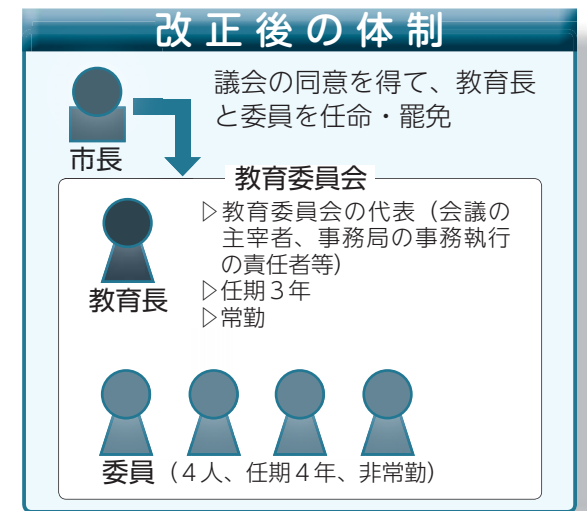 改正後の体制
議会の同意を得て、教育長
と委員を任命・罷免
市長
教育委員会
▷教育委員会の代表（会議の
主宰者、事務局の事務執行
の責任者等）
▷任期３年
▷常勤
教育長
委員（４人、任期４年、非常勤）